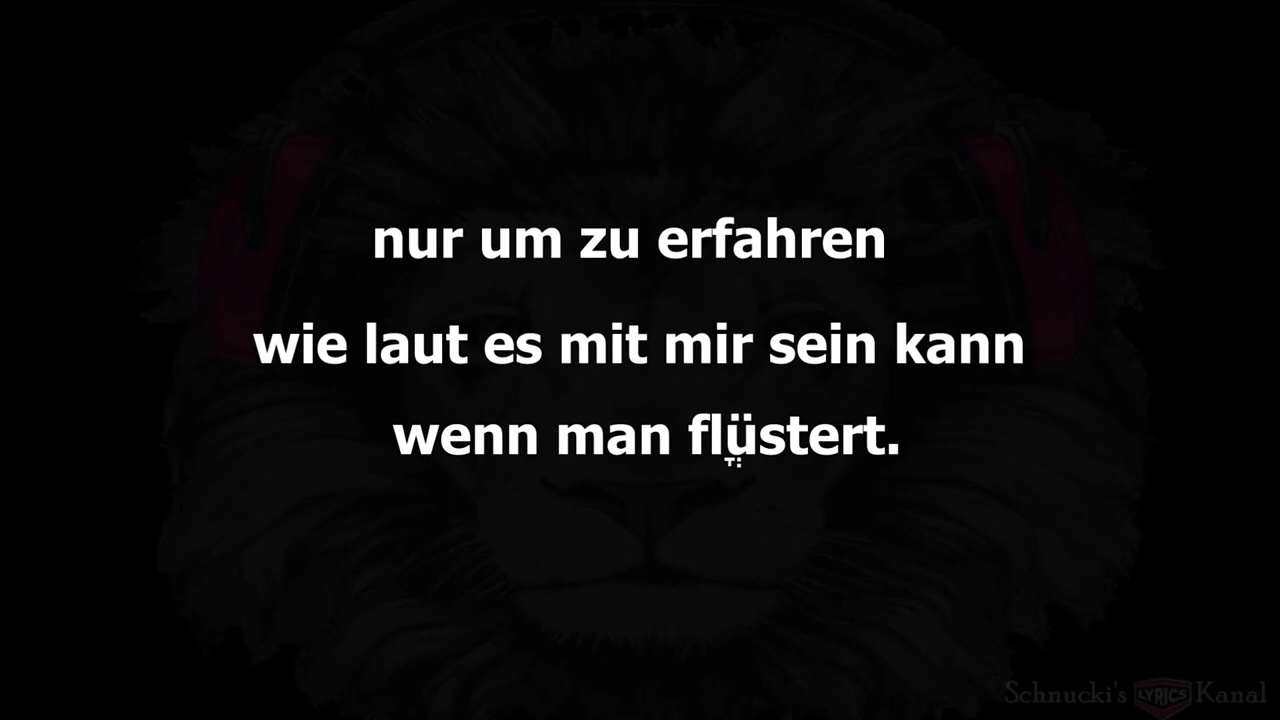 nur um zu erfahren
wie laut es mit mir sein kann
wenn man flüstert.
Schnucki's LYRICS Kanal